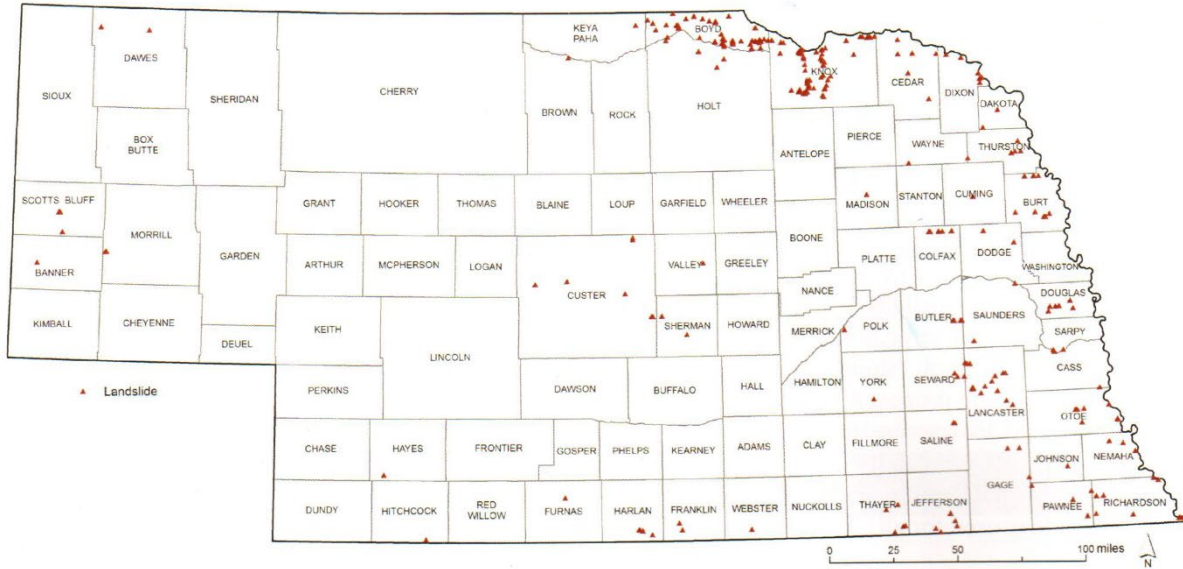 KEYA
PAHA
BOYD
DAWES
SIOUX
SHERIDAN
CHERRY
BROWN
ROCK
HOLT
KNOX
CEDAR
DIXON
DAKOTA
BOX
BUTTE
ANTELOPE
PIERCE
WAYNE
THURSTON
SCOTTS BLUFF
MORRILL
GARDEN
GRANT
HOOKER
THOMAS
BLAINE
LOUP
GARFIELD
WHEELER
MADISON
STANTON
CUMING
BURT
BOONE
BANNER
ARTHUR
MCPHERSON
LOGAN
CUSTER
VALLEY
GREELEY
PLATTE
COLFAX
DODGE
WASHINGTON
NANCE
KIMBALL
CHEYENNE
DEUEL
KEITH
LINCOLN
SHERMAN
HOWARD
MERRICK
POLK
BUTLER
SAUNDERS
DOUGLAS
SARPY
PERKINS
DAWSON
BUFFALO
HALL
HAMILTON
YORK
SEWARD
LANCASTER
CASS
OTOE
Landslide
CHASE
HAYES
FRONTIER
GOSPER
PHELPS
KEARNEY
ADAMS
CLAY
FILLMORE
SALINE
GAGE
JOHNSON
NEMAHA
DUNDY
HITCHCOCK
RED
WILLOW
FURNAS
HARLAN
FRANKLIN
WEBSTER
NUCKOLLS
THAYER
JEFFERSON
PAWNEE
RICHARDSON
0 25 50 100 miles
N